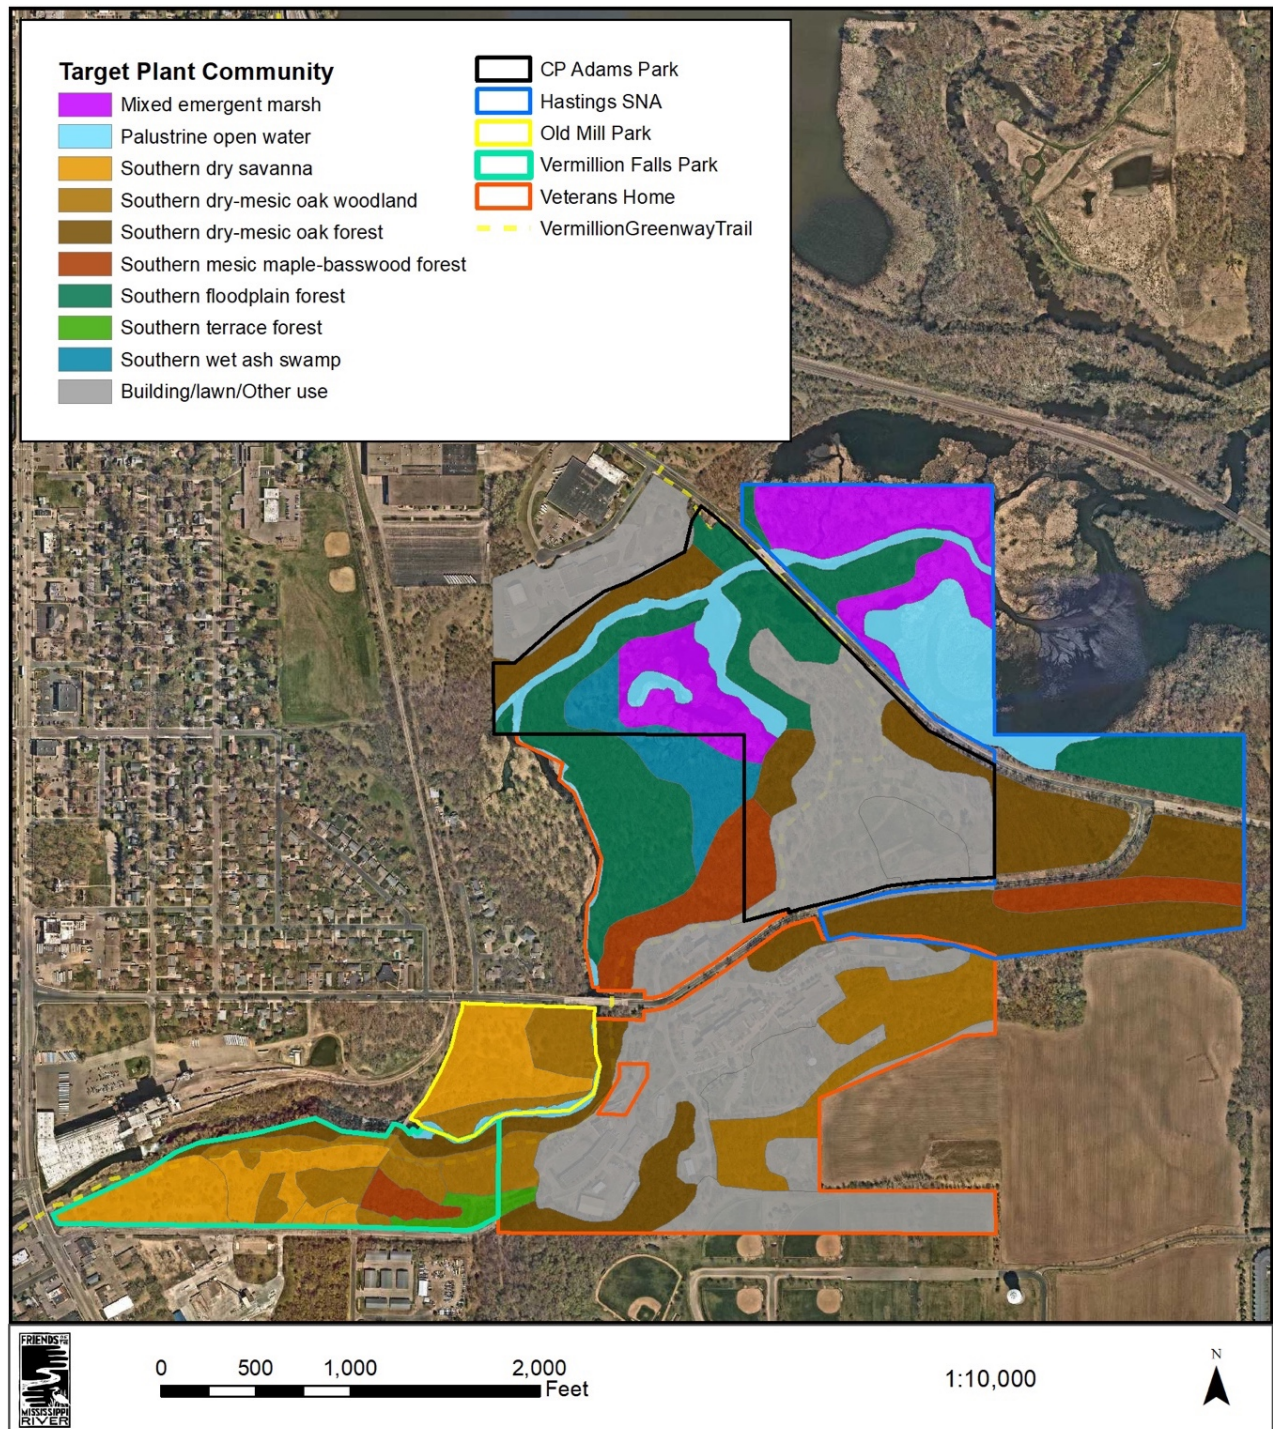 Target Plant Community
Mixed emergent marsh
Palustrine open water
Southern dry savanna
Southern dry-mesic oak woodland
Southern dry-mesic oak forest
Southern mesic maple-basswood forest
Southern floodplain forest
Southern terrace forest
Southern wet ash swamp
Building/lawn/Other use
CP Adams Park
Hastings SNA
Old Mill Park
Vermillion Falls Park
Veterans Home
VermillionGreenwayTrail
FRIENDS OF THE
MISSISSIPPI
RIVER
0 500 1,000 2,000
Feet
1:10,000
N